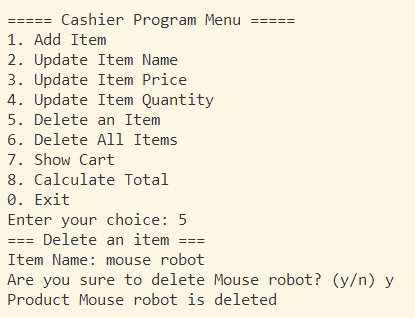 ===== Cashier Program Menu =====
1. Add Item
2. Update Item Name
3. Update Item Price
4. Update Item Quantity
5. Delete an Item
6. Delete All Items
7. Show Cart
8. Calculate Total
0. Exit
Enter your choice: 5
=== Delete an item ===
Item Name: mouse robot
Are you sure to delete Mouse robot? (y/n) y
Product Mouse robot is deleted